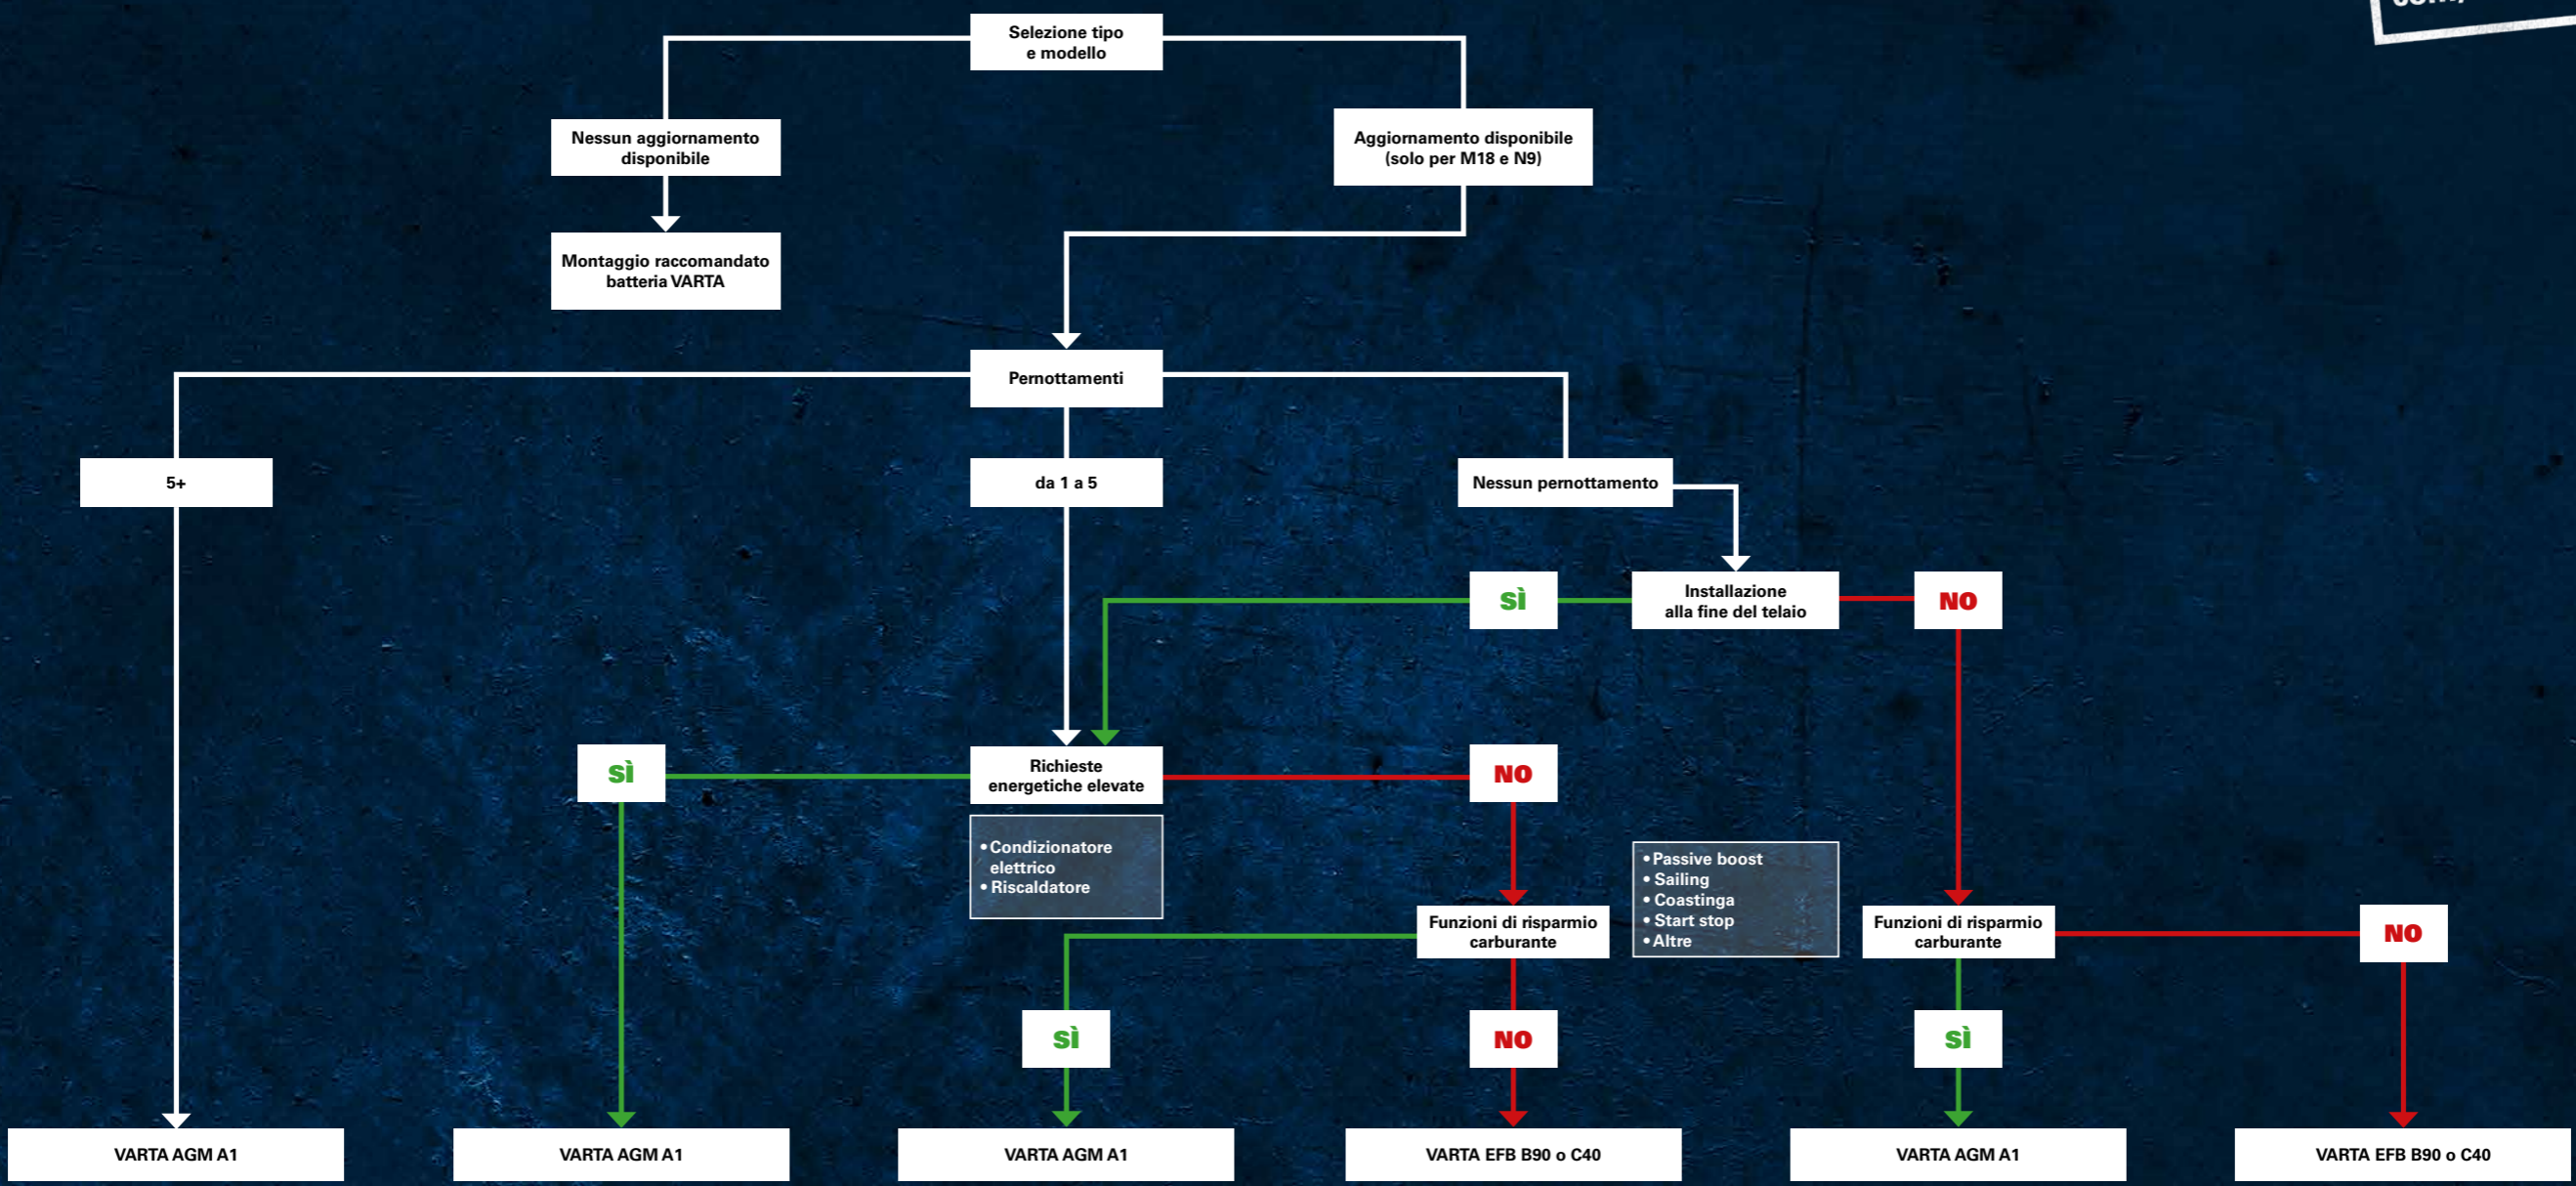 Selezione tipo
e modello
Nessun aggiornamento
disponibile
Aggiornamento disponibile
(solo per M18 e N9)
Montaggio raccomandato
batteria VARTA
Pernottamenti
5+
da 1 a 5
Nessun pernottamento
SÌ
Installazione
alla fine del telaio
NO
SÌ
Richieste
energetiche elevate
NO
• Condizionatore
elettrico
• Riscaldatore
• Passive boost
• Sailing
• Coastinga
• Start stop
• Altre
Funzioni di risparmio
carburante
Funzioni di risparmio
carburante
NO
SÌ
NO
SÌ
VARTA AGM A1
VARTA AGM A1
VARTA AGM A1
VARTA EFB B90 o C40
VARTA AGM A1
VARTA EFB B90 o C40